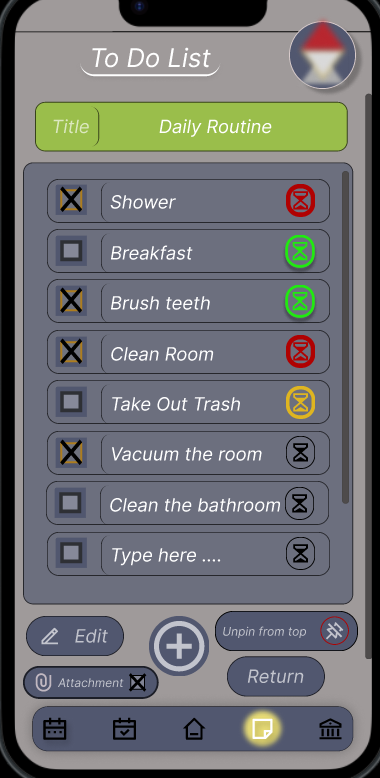 To Do List
Title
Daily Routine
Shower
Breakfast
Brush teeth
Clean Room
Take Out Trash
Vacuum the room
Clean the bathroom
Type here ....
Edit
Unpin from top
Attachment
Return